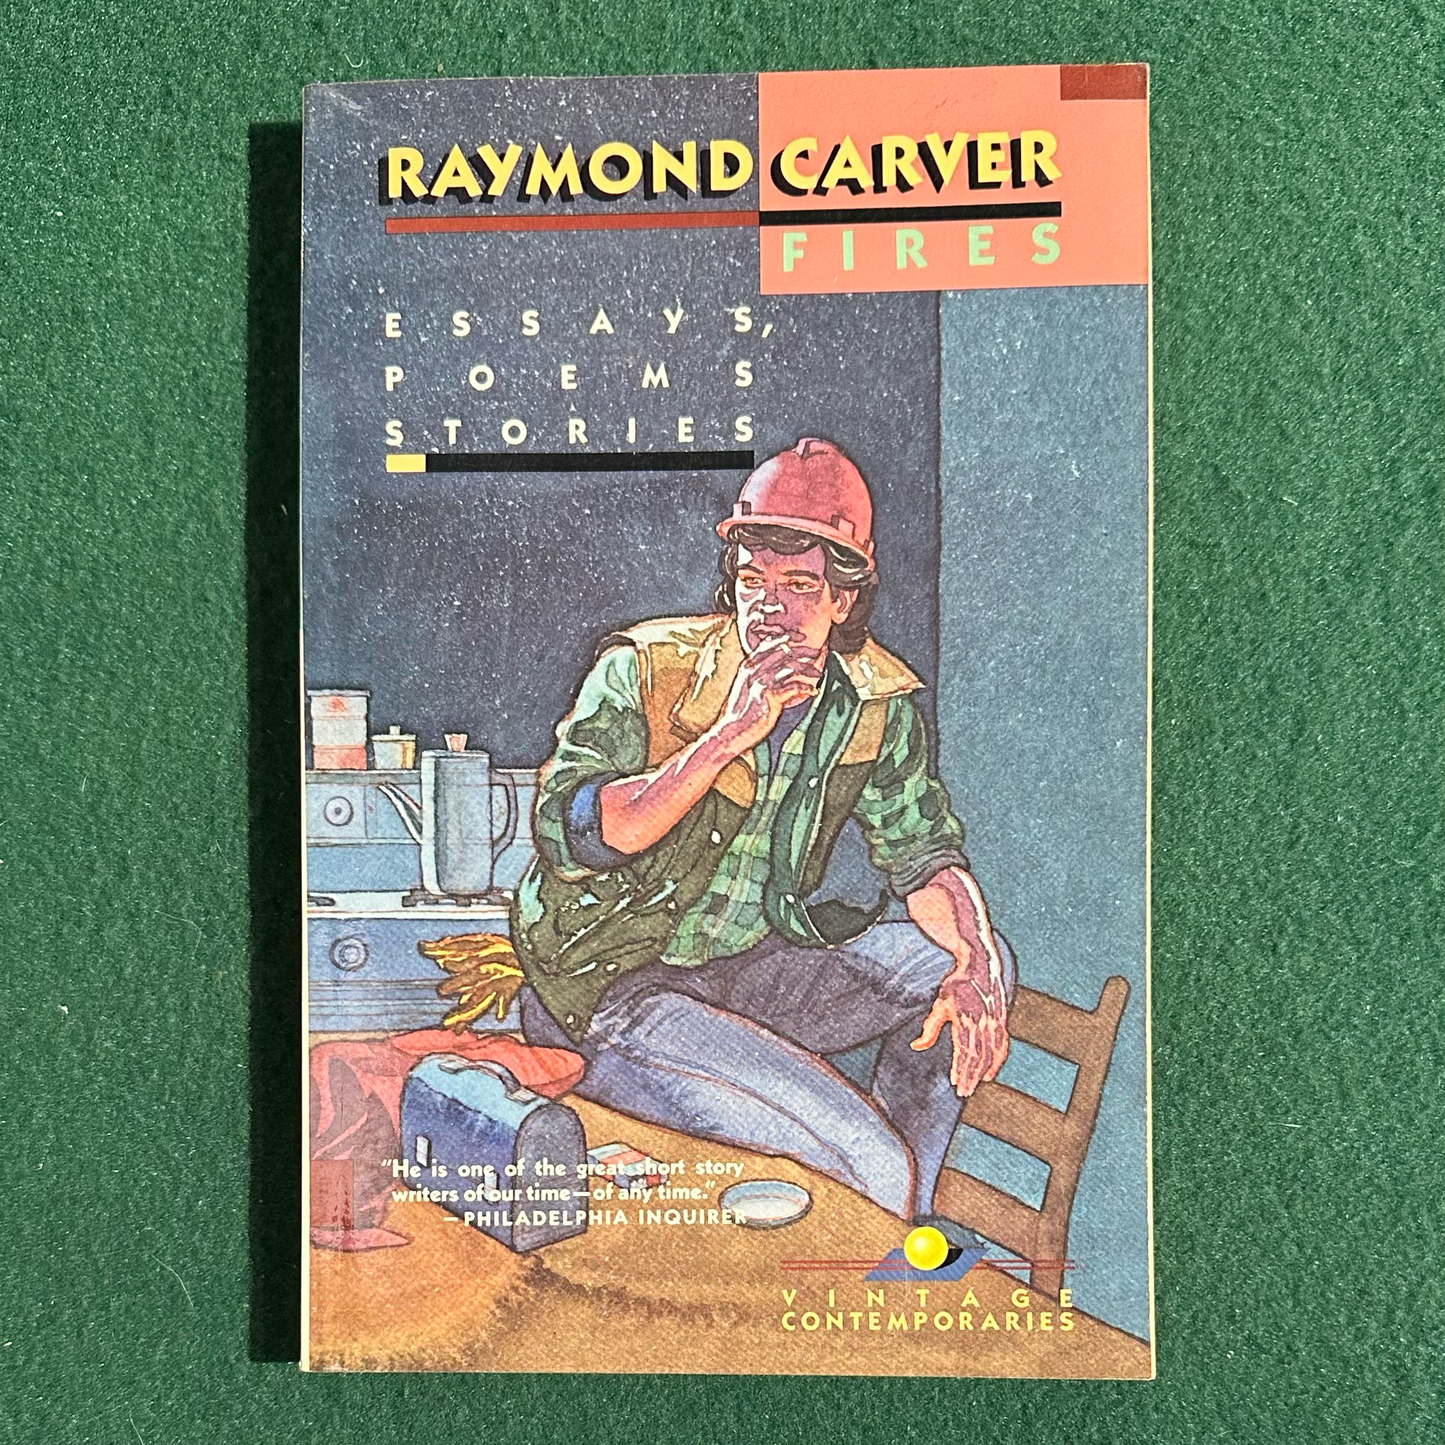 RAYMOND CARVER
FIRES
ESSAYS,
POEMS
STORIES
“He is one of the great short story
writers of our time—of any time.”
—PHILADELPHIA INQUIRER
VINTAGE
CONTEMPORARIES